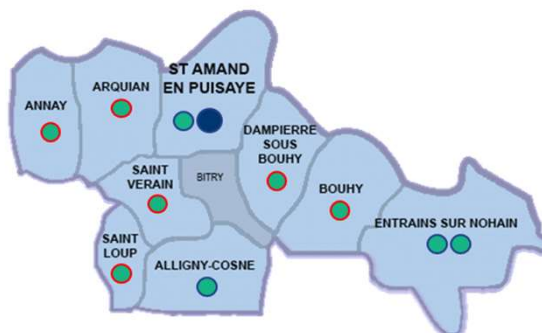 ST AMAND
EN PUISAYE
ARQUIAN
ANNAY
DAMPIERRE
SOUS
BOUHY
SAINT
VERAIN
BITRY
BOUHY
ENTRAINS SUR NOHAIN
SAINT
LOUP
ALLIGNY-COSNE